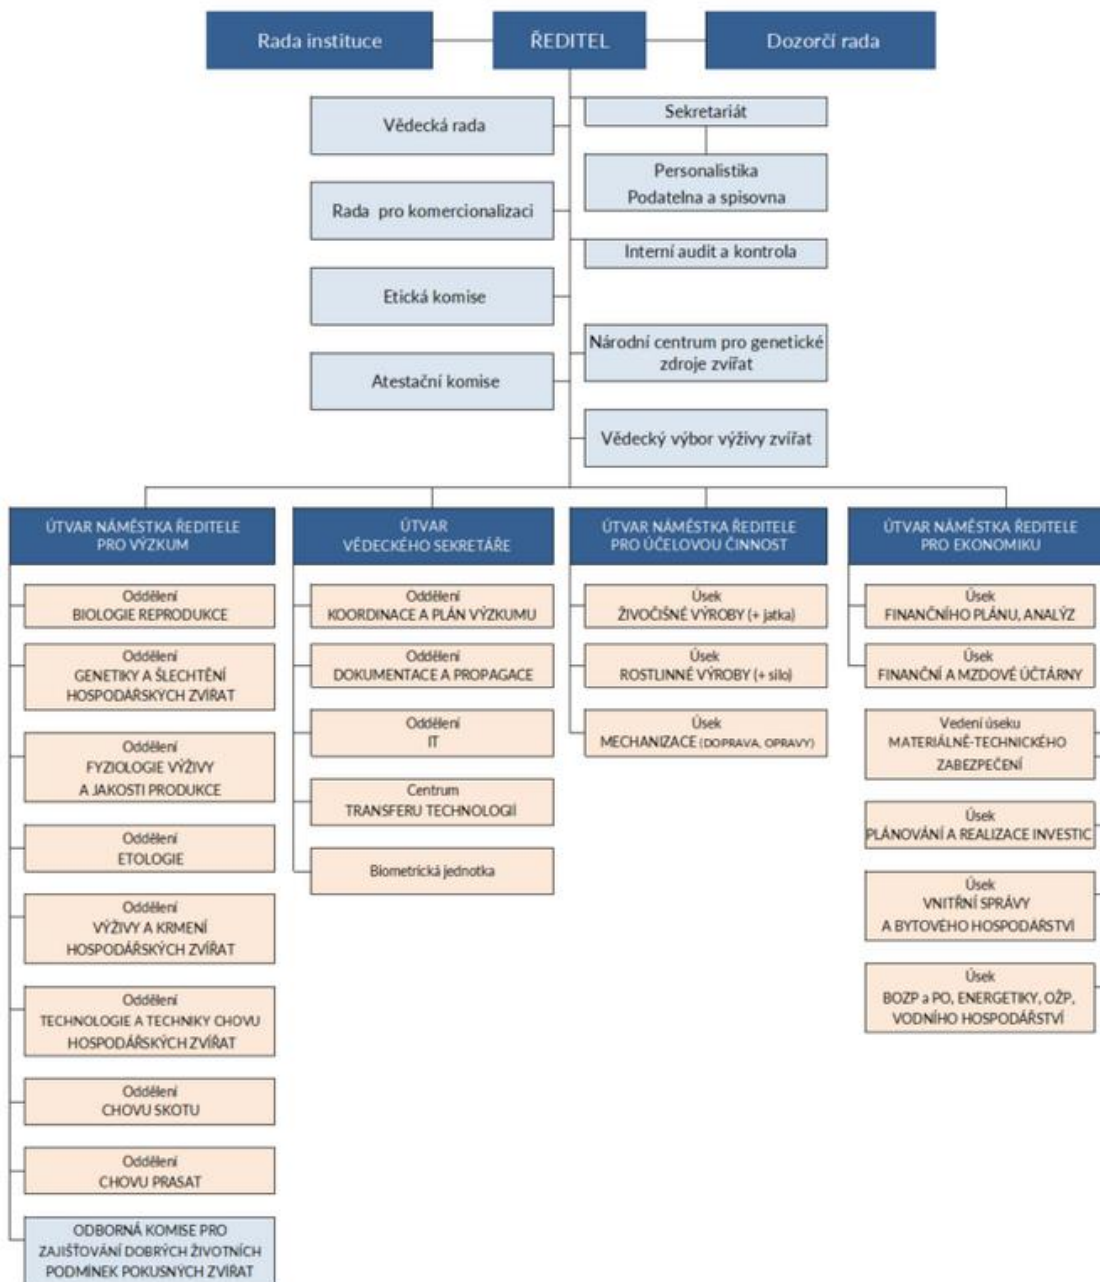 Rada instituce
ŘEDITEL
Dozorčí rada
Vědecká rada
Rada pro komercionalizaci
Etická komise
Atestační komise
Sekretariát
Personalistika
Podatelna a spisovna
Interní audit a kontrola
Národní centrum pro genetické
zdroje zvířat
Vědecký výbor výživy zvířat
ÚTVAR NÁMĚSTKA ŘEDITELE
PRO VÝZKUM
Oddělení
BIOLOGIE REPRODUKCE
Oddělení
GENETIKY A ŠLECHTĚNÍ
HOSPODÁŘSKÝCH ZVÍŘAT
Oddělení
FYZIOLOGIE VÝŽIVY
A JAKOSTI PRODUKCE
Oddělení
ETOLOGIE
Oddělení
VÝŽIVY A KRMENÍ
HOSPODÁŘSKÝCH ZVÍŘAT
Oddělení
TECHNOLOGIE A TECHNIKY CHOVU
HOSPODÁŘSKÝCH ZVÍŘAT
Oddělení
CHOVU SKOTU
Oddělení
CHOVU PRASAT
ODBORNÁ KOMISE PRO
ZAJIŠŤOVÁNÍ DOBRÝCH ŽIVOTNÍCH
PODMÍNEK POKUSNÝCH ZVÍŘAT
ÚTVAR
VĚDECKÉHO SEKRETÁŘE
Oddělení
KOORDINACE A PLÁN VÝZKUMU
Oddělení
DOKUMENTACE A PROPAGACE
Oddělení
IT
Centrum
TRANSFERU TECHNOLOGIÍ
Biometrická jednotka
ÚTVAR NÁMĚSTKA ŘEDITELE
PRO ÚČELOVOU ČINNOST
Úsek
ŽIVOČIŠNÉ VÝROBY (+ jatka)
Úsek
ROSTLINNÉ VÝROBY (+ silo)
Úsek
MECHANIZACE (DOPRAVA, OPRAVY)
ÚTVAR NÁMĚSTKA ŘEDITELE
PRO EKONOMIKU
Úsek
FINANČNÍHO PLÁNU, ANALÝZ
Úsek
FINANČNÍ A MZDOVÉ ÚČTÁRNY
Vedení úseku
MATERIÁLNĚ-TECHNICKÉHO
ZABEZPEČENÍ
Úsek
PLÁNOVÁNÍ A REALIZACE INVESTIC
Úsek
VNITŘNÍ SPRÁVY
A BYTOVÉHO HOSPODÁŘSTVÍ
Úsek
BOZP a PO, ENERGETIKY, OŽP,
VODNÍHO HOSPODÁŘSTVÍ